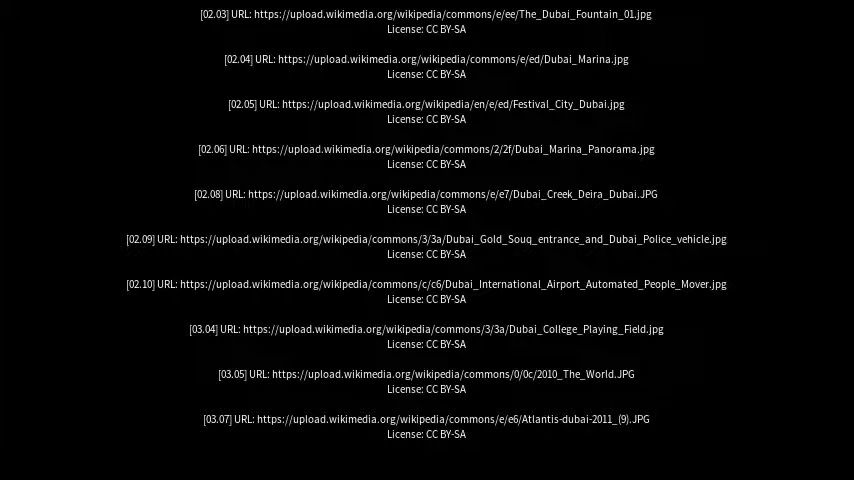 [02.03] URL: https://upload.wikimedia.org/wikipedia/commons/e/ee/The_Dubai_Fountain_01.jpg
License: CC BY-SA
[02.04] URL: https://upload.wikimedia.org/wikipedia/commons/e/ed/Dubai_Marina.jpg
License: CC BY-SA
[02.05] URL: https://upload.wikimedia.org/wikipedia/en/e/ed/Festival_City_Dubai.jpg
License: CC BY-SA
[02.06] URL: https://upload.wikimedia.org/wikipedia/commons/2/2f/Dubai_Marina_Panorama.jpg
License: CC BY-SA
[02.08] URL: https://upload.wikimedia.org/wikipedia/commons/e/e7/Dubai_Creek_Deira_Dubai.JPG
License: CC BY-SA
[02.09] URL: https://upload.wikimedia.org/wikipedia/commons/3/3a/Dubai_Gold_Souq_entrance_and_Dubai_Police_vehicle.jpg
License: CC BY-SA
[02.10] URL: https://upload.wikimedia.org/wikipedia/commons/c/c6/Dubai_International_Airport_Automated_People_Mover.jpg
License: CC BY-SA
[03.04] URL: https://upload.wikimedia.org/wikipedia/commons/3/3a/Dubai_College_Playing_Field.jpg
License: CC BY-SA
[03.05] URL: https://upload.wikimedia.org/wikipedia/commons/0/0c/2010_The_World.JPG
License: CC BY-SA
[03.07] URL: https://upload.wikimedia.org/wikipedia/commons/e/e6/Atlantis-dubai-2011_(9).JPG
License: CC BY-SA